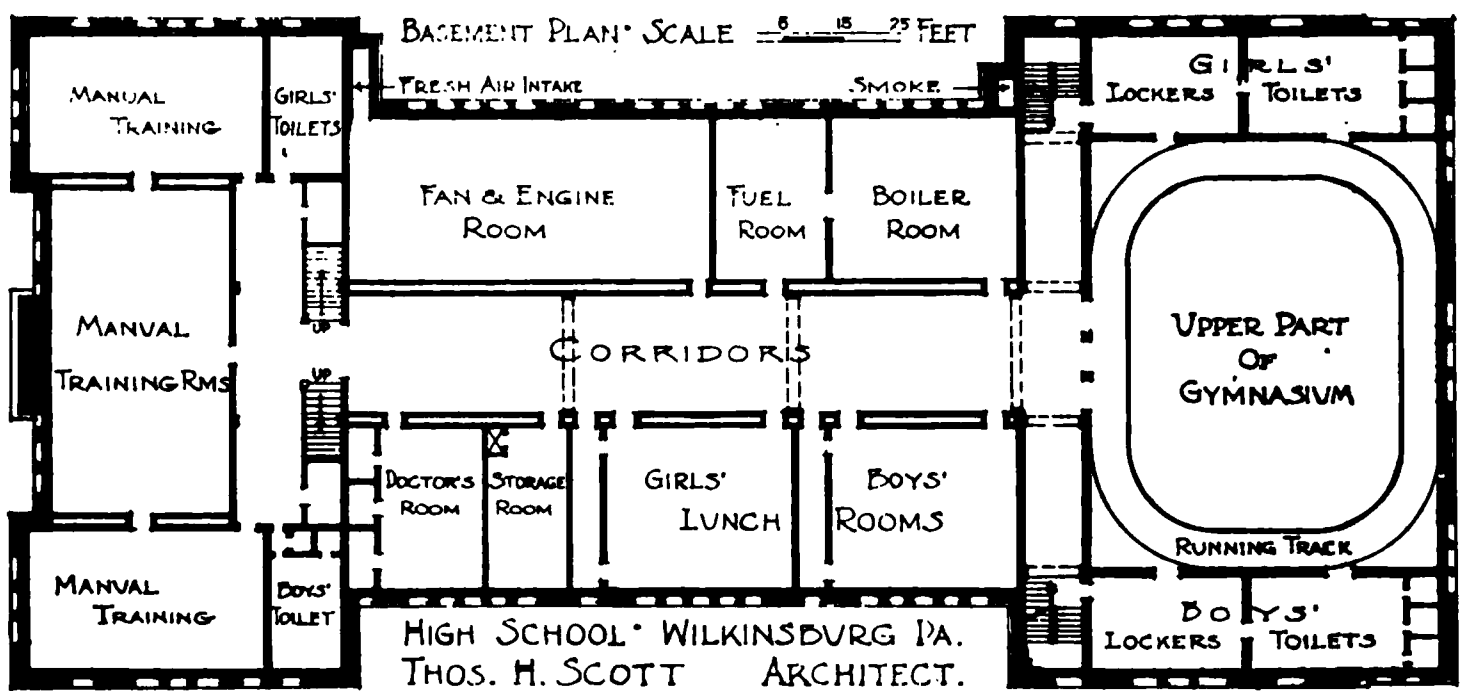 BASEMENT PLAN· SCALE 5 15 25 FEET
FRESH AIR INTAKE
SMOKE
MANUAL
TRAINING
GIRLS'
TOILETS
GIRLS'
LOCKERS TOILETS
FAN & ENGINE
ROOM
FUEL
ROOM
BOILER
ROOM
UP
UP
MANUAL
TRAINING RMS
CORRIDORS
UPPER PART
OF
GYMNASIUM
DOCTOR'S
ROOM
STORAGE
ROOM
GIRLS' BOYS'
LUNCH ROOMS
RUNNING TRACK
MANUAL
TRAINING
BOYS'
TOILET
BOYS'
LOCKERS TOILETS
HIGH SCHOOL· WILKINSBURG PA.
THOS. H. SCOTT ARCHITECT.